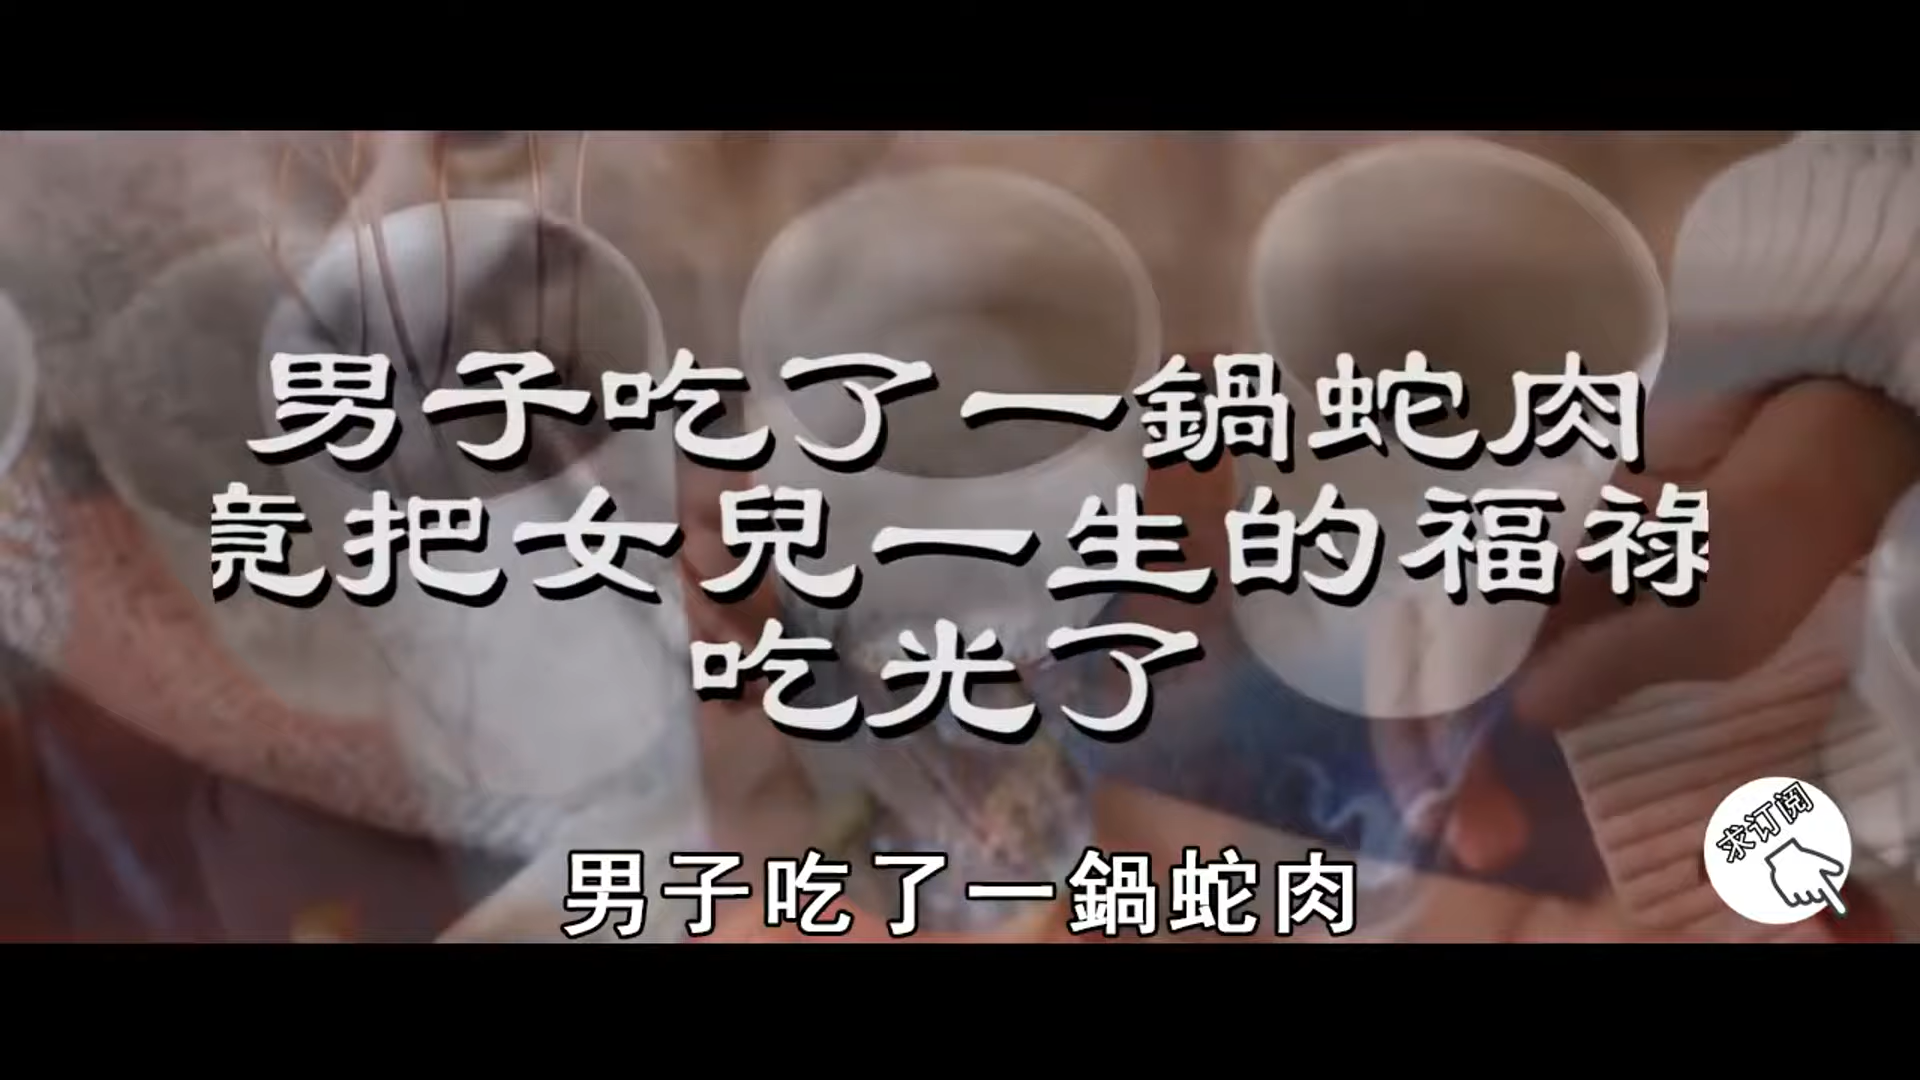 男子吃了一鍋蛇肉
竟把女兒一生的福祿
吃光了
求订阅
男子吃了一鍋蛇肉